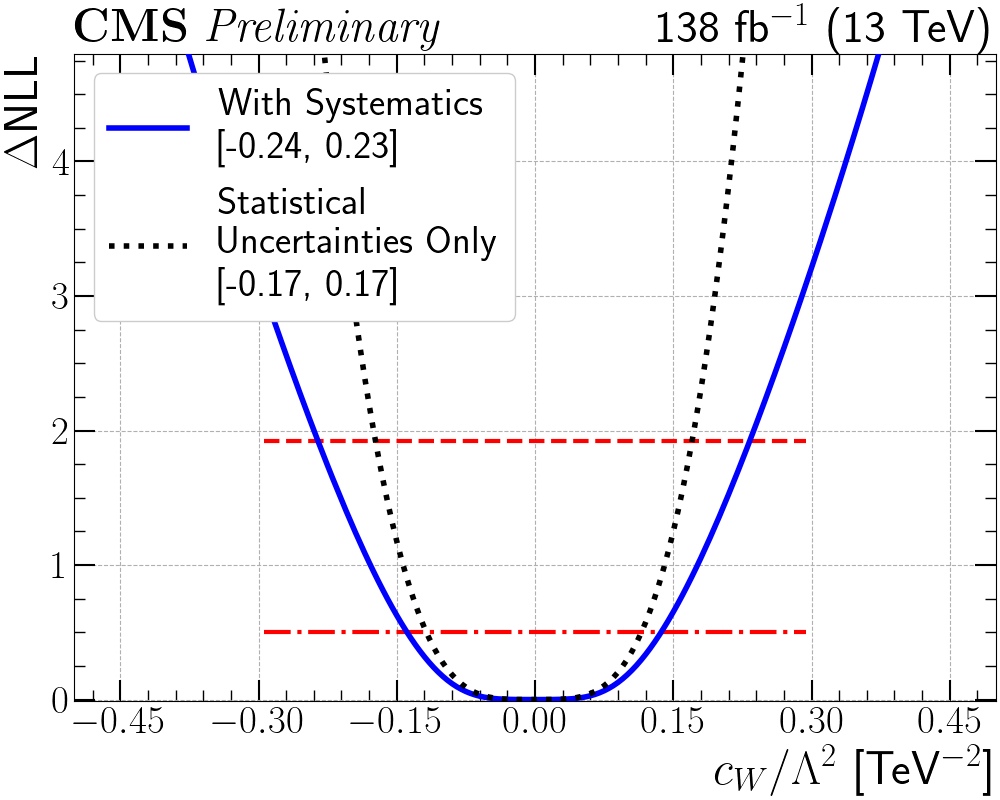 CMS Preliminary 138 fb⁻¹ (13 TeV)
ΔNLL
With Systematics
[-0.24, 0.23]
Statistical
Uncertainties Only
[-0.17, 0.17]
4
3
2
1
0
−0.45 −0.30 −0.15 0.00 0.15 0.30 0.45
c_W/Λ² [TeV⁻²]